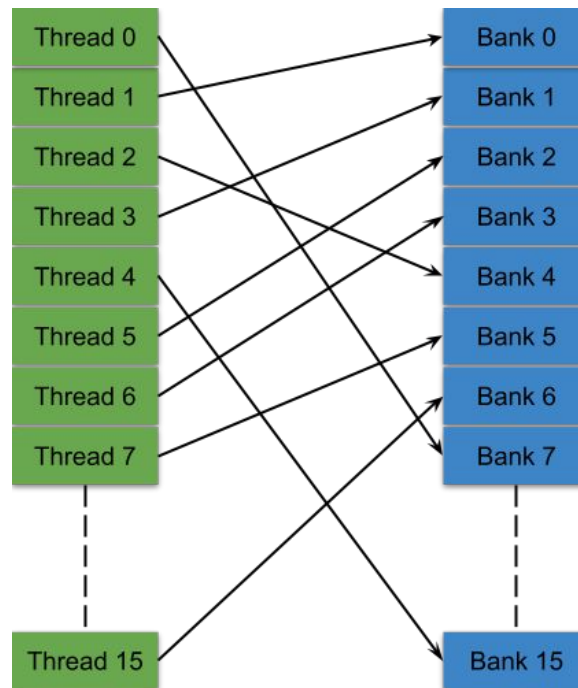 Thread 0
Bank 0
Thread 1
Bank 1
Thread 2
Bank 2
Thread 3
Bank 3
Thread 4
Bank 4
Thread 5
Bank 5
Thread 6
Bank 6
Thread 7
Bank 7
Thread 15
Bank 15